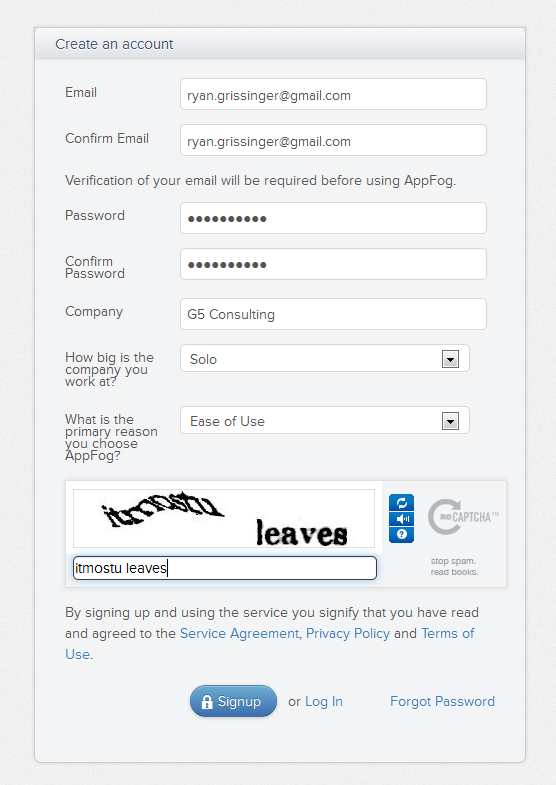 Create an account
Email
ryan.grissinger@gmail.com
Confirm Email
ryan.grissinger@gmail.com
Verification of your email will be required before using AppFog.
Password
●●●●●●●●●●
Confirm
Password
●●●●●●●●●●
Company
G5 Consulting
How big is the
company you
work at?
Solo
What is the
primary reason
you choose
AppFog?
Ease of Use
itmostu
leaves
?
reCAPTCHA™
stop spam.
read books.
itmostu leaves
By signing up and using the service you signify that you have read
and agreed to the Service Agreement, Privacy Policy and Terms of
Use.
Signup or Log In Forgot Password